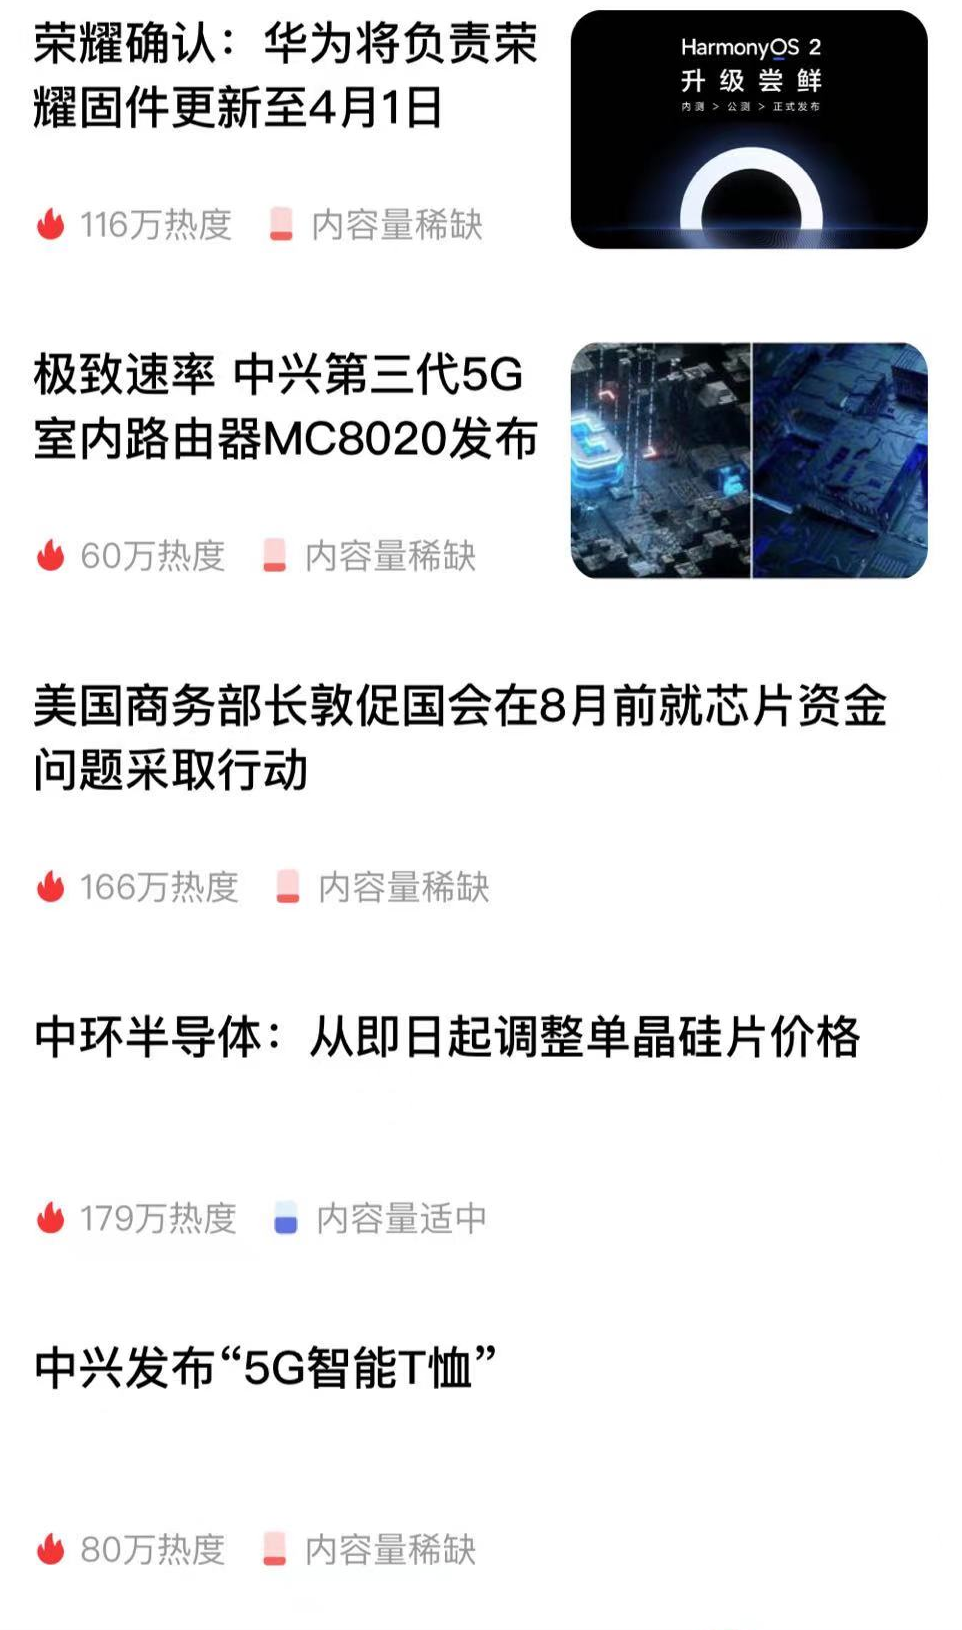 荣耀确认：华为将负责荣
耀固件更新至4月1日
116万热度 内容量稀缺
HarmonyOS 2
升级尝鲜
内测 > 公测 > 正式发布
极致速率 中兴第三代5G
室内路由器MC8020发布
60万热度 内容量稀缺
美国商务部长敦促国会在8月前就芯片资金
问题采取行动
166万热度 内容量稀缺
中环半导体：从即日起调整单晶硅片价格
179万热度 内容量适中
中兴发布“5G智能T恤”
80万热度 内容量稀缺